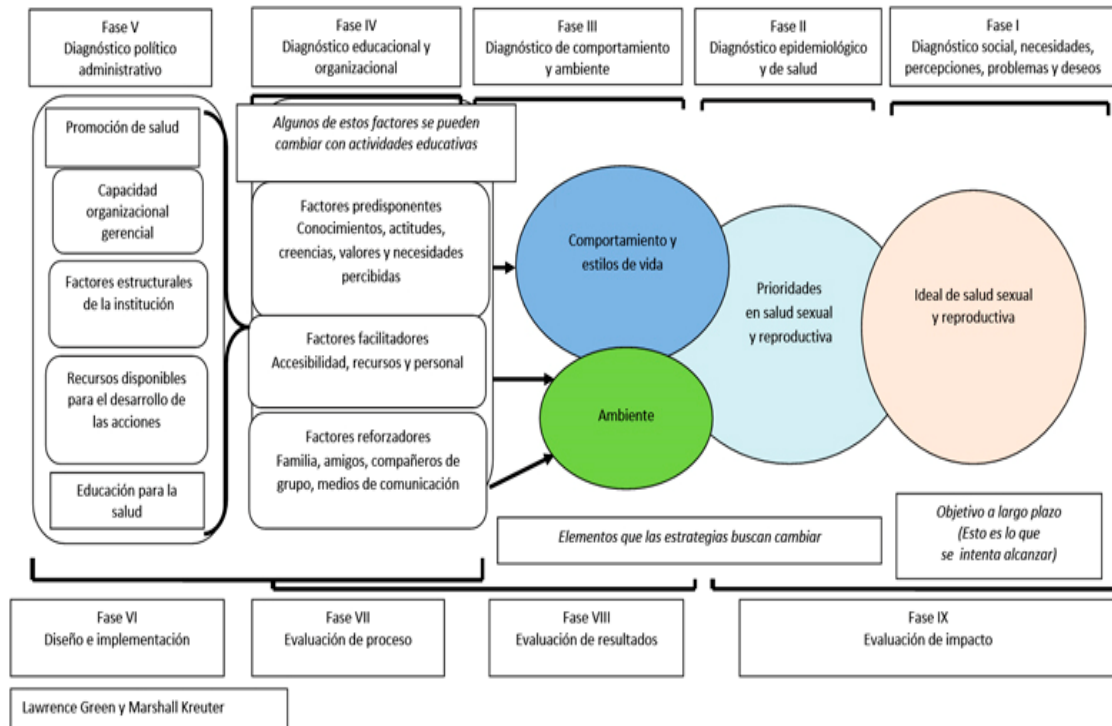 Fase V
Diagnóstico político
administrativo
Fase IV
Diagnóstico educacional y
organizacional
Fase III
Diagnóstico de comportamiento
y ambiente
Fase II
Diagnóstico epidemiológico
y de salud
Fase I
Diagnóstico social, necesidades,
percepciones, problemas y deseos
Promoción de salud
Capacidad
organizacional
gerencial
Factores estructurales
de la institución
Recursos disponibles
para el desarrollo de
las acciones
Educación para la
salud
Algunos de estos factores se pueden
cambiar con actividades educativas
Factores predisponentes
Conocimientos, actitudes,
creencias, valores y necesidades
percibidas
Factores facilitadores
Accesibilidad, recursos y personal
Factores reforzadores
Familia, amigos, compañeros de
grupo, medios de comunicación
Comportamiento y
estilos de vida
Ambiente
Prioridades
en salud sexual
y reproductiva
Ideal de salud sexual
y reproductiva
Elementos que las estrategias buscan cambiar
Objetivo a largo plazo
(Esto es lo que
se intenta alcanzar)
Fase VI
Diseño e implementación
Fase VII
Evaluación de proceso
Fase VIII
Evaluación de resultados
Fase IX
Evaluación de impacto
Lawrence Green y Marshall Kreuter